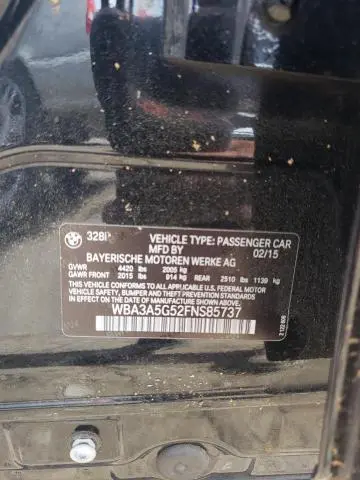 328i VEHICLE TYPE: PASSENGER CAR
MFD BY 02/15
BAYERISCHE MOTOREN WERKE AG
GVWR 4420 lbs 2005 kg
GAWR FRONT 2015 lbs 914 kg REAR 2510 lbs 1139 kg
THIS VEHICLE CONFORMS TO ALL
APPLICABLE U.S. FEDERAL MOTOR
VEHICLE SAFETY, BUMPER, AND
THEFT PREVENTION STANDARDS IN
EFFECT ON THE DATE OF
MANUFACTURE SHOWN ABOVE.
WBA3A5G52FNS85737